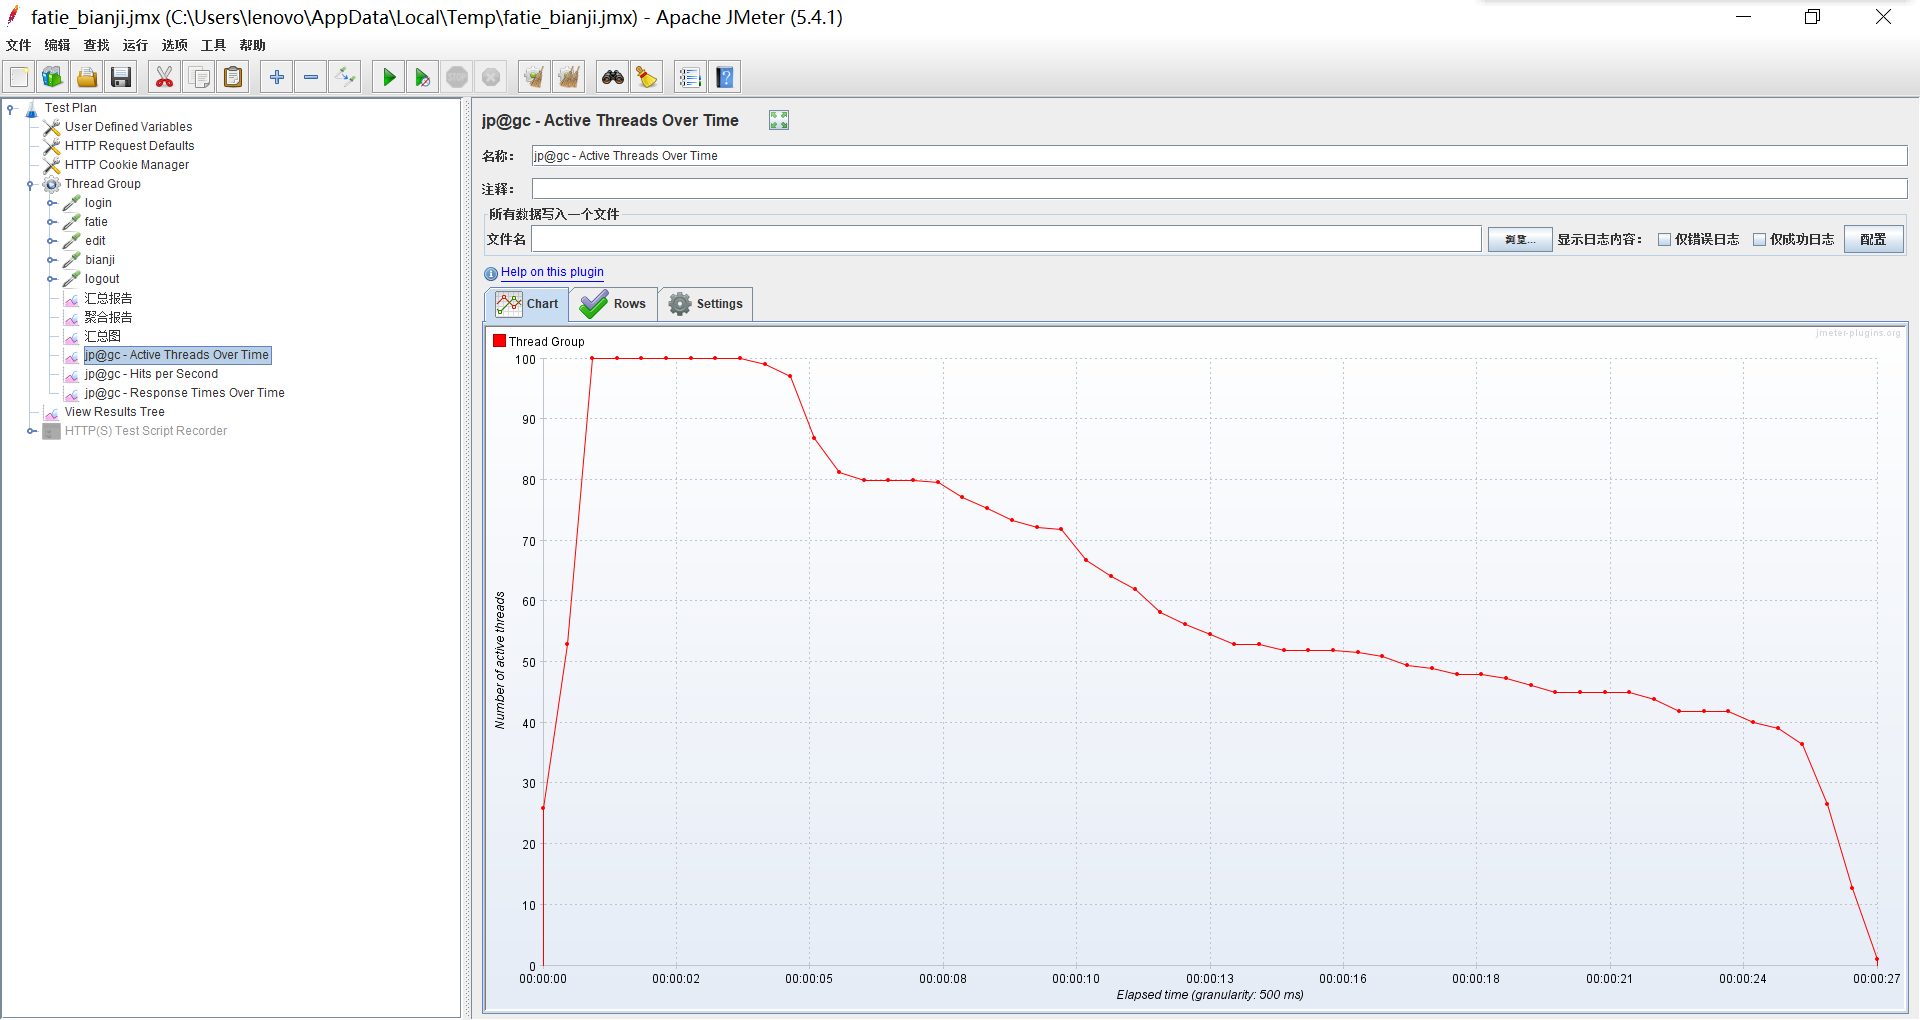 fatie_bianji.jmx (C:\Users\lenovo\AppData\Local\Temp\fatie_bianji.jmx) - Apache JMeter (5.4.1)
文件 编辑 查找 运行 选项 工具 帮助
STOP
Test Plan
User Defined Variables
HTTP Request Defaults
HTTP Cookie Manager
Thread Group
login
fatie
edit
bianji
logout
汇总报告
聚合报告
汇总图
jp@gc - Active Threads Over Time
jp@gc - Hits per Second
jp@gc - Response Times Over Time
View Results Tree
HTTP(S) Test Script Recorder
jp@gc - Active Threads Over Time
名称： jp@gc - Active Threads Over Time
注释：
所有数据写入一个文件
文件名 浏览... 显示日志内容： 仅错误日志 仅成功日志 配置
Help on this plugin
Chart Rows Settings
jmeter-plugins.org
Thread Group
100
90
80
70
60
50
40
30
20
10
0
Number of active threads
00:00:00 00:00:02 00:00:05 00:00:08 00:00:10 00:00:13 00:00:16 00:00:18 00:00:21 00:00:24 00:00:27
Elapsed time (granularity: 500 ms)